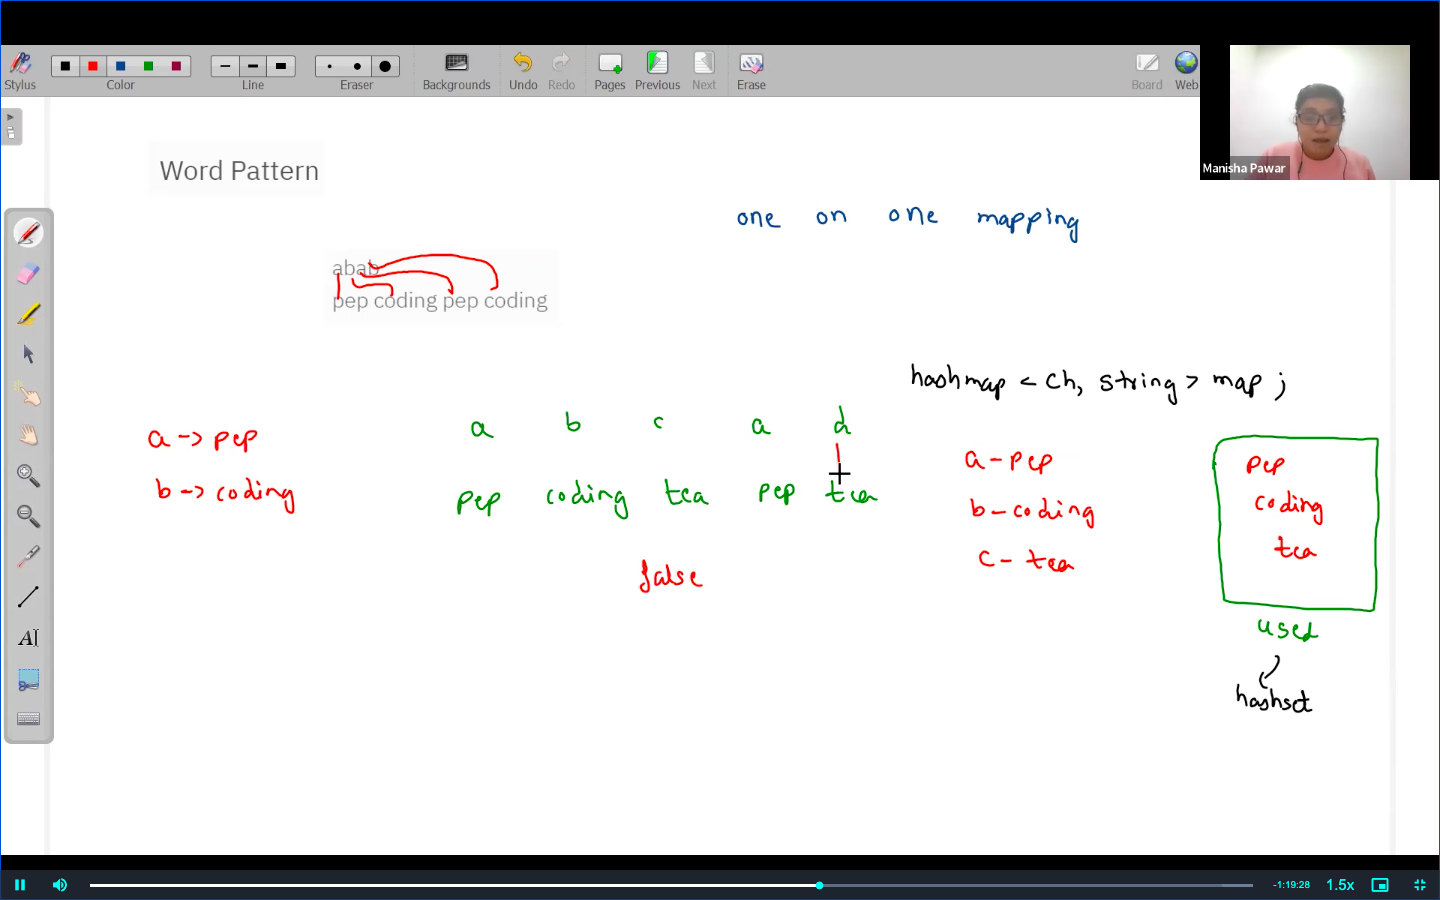 Stylus Color Line Eraser Backgrounds Undo Redo Pages Previous Next Erase Board Web
Manisha Pawar
Word Pattern
one on one mapping
abab
pep coding pep coding
hashmap < Ch, string > map ;
a b c a d
a -> pep
b -> coding
pep coding tea pep tea
false
a - pep
b - coding
c - tea
pep
coding
tea
used
hashset
AI
-1:19:28 1.5x